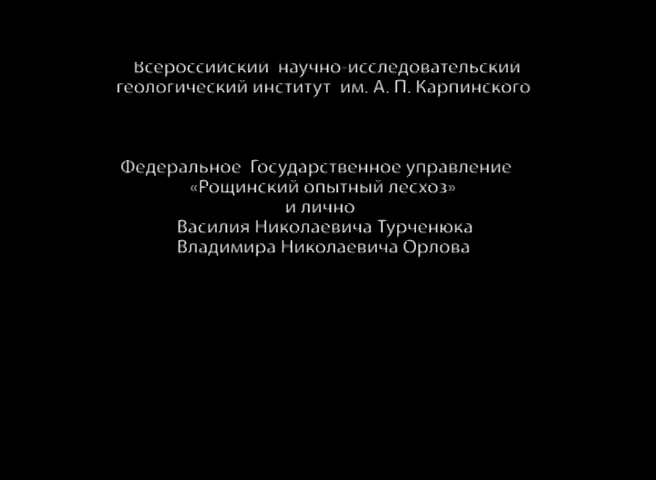 Всероссийский научно-исследовательский
геологический институт им. А. П. Карпинского
Федеральное Государственное управление
«Рощинский опытный лесхоз»
и лично
Василия Николаевича Турченюка
Владимира Николаевича Орлова